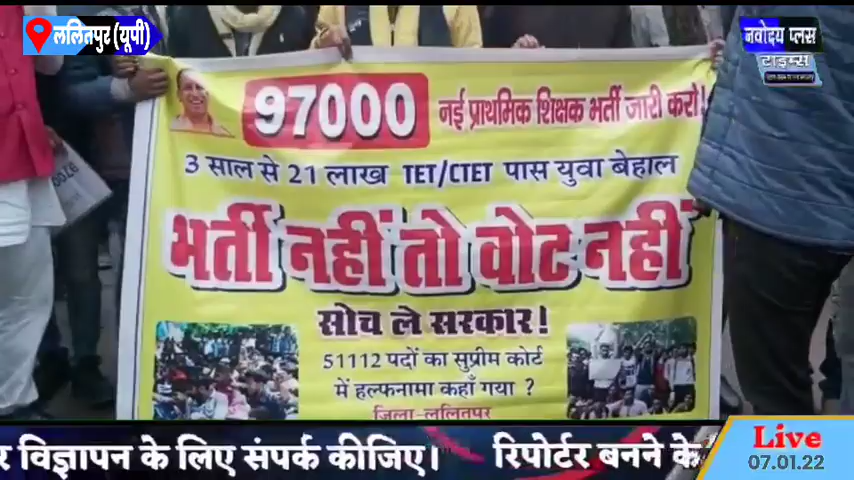 ललितपुर (यूपी)
नवोदय प्लस
टाइम्स
97000 नई प्राथमिक शिक्षक भर्ती जारी करो!
3 साल से 21 लाख TET/CTET पास युवा बेहाल
भर्ती नहीं तो वोट नहीं
सोच ले सरकार!
51112 पदों का सुप्रीम कोर्ट
में हल्फनामा कहाँ गया ?
जिला-ललितपुर
र विज्ञापन के लिए संपर्क कीजिए। रिपोर्टर बनने के
Live
07.01.22